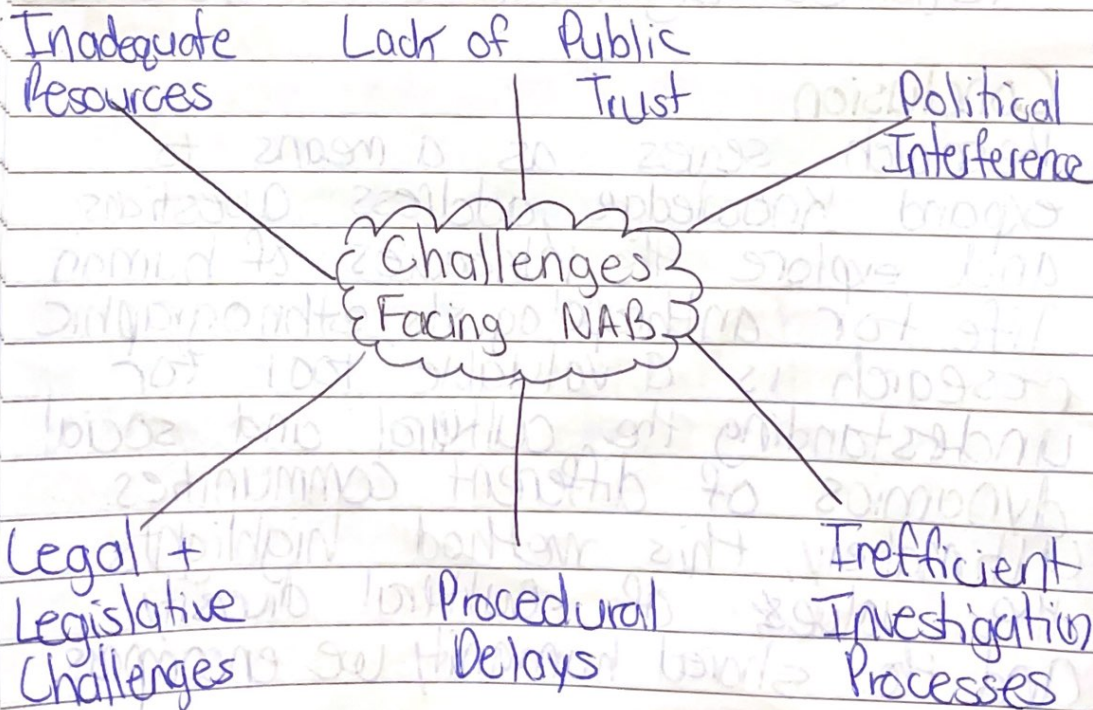 Inadequate
Resources
Lack of Public
Trust
Political
Interference
Challenges
Facing NAB
Legal +
Legislative
Challenges
Procedural
Delays
Inefficient
Investigation
Processes